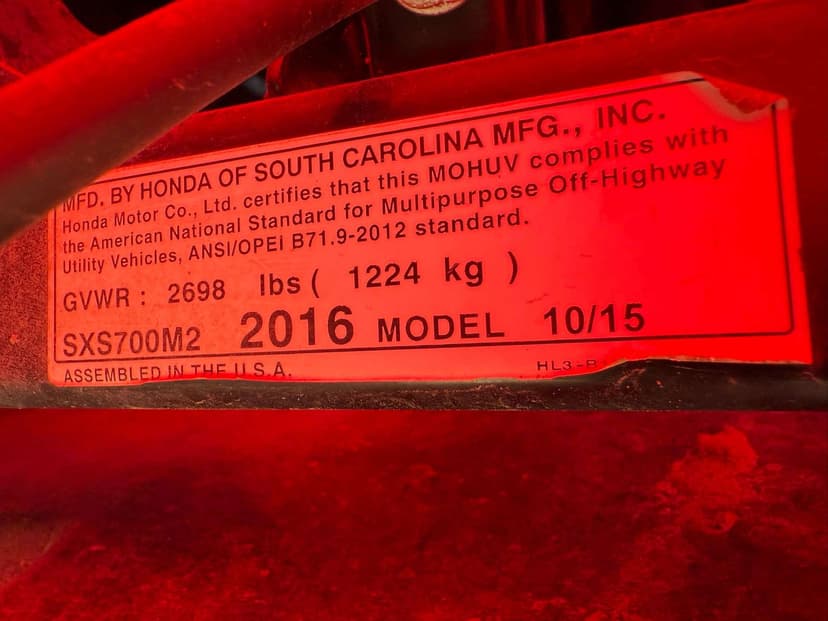 MFD. BY HONDA OF SOUTH CAROLINA MFG., INC.
Honda Motor Co., Ltd. certifies that this MOHUV complies with
the American National Standard for Multipurpose Off-Highway
Utility Vehicles, ANSI/OPEI B71.9-2012 standard.
GVWR : 2698 lbs ( 1224 kg )
SXS700M2 2016 MODEL 10/15
ASSEMBLED IN THE U.S.A.